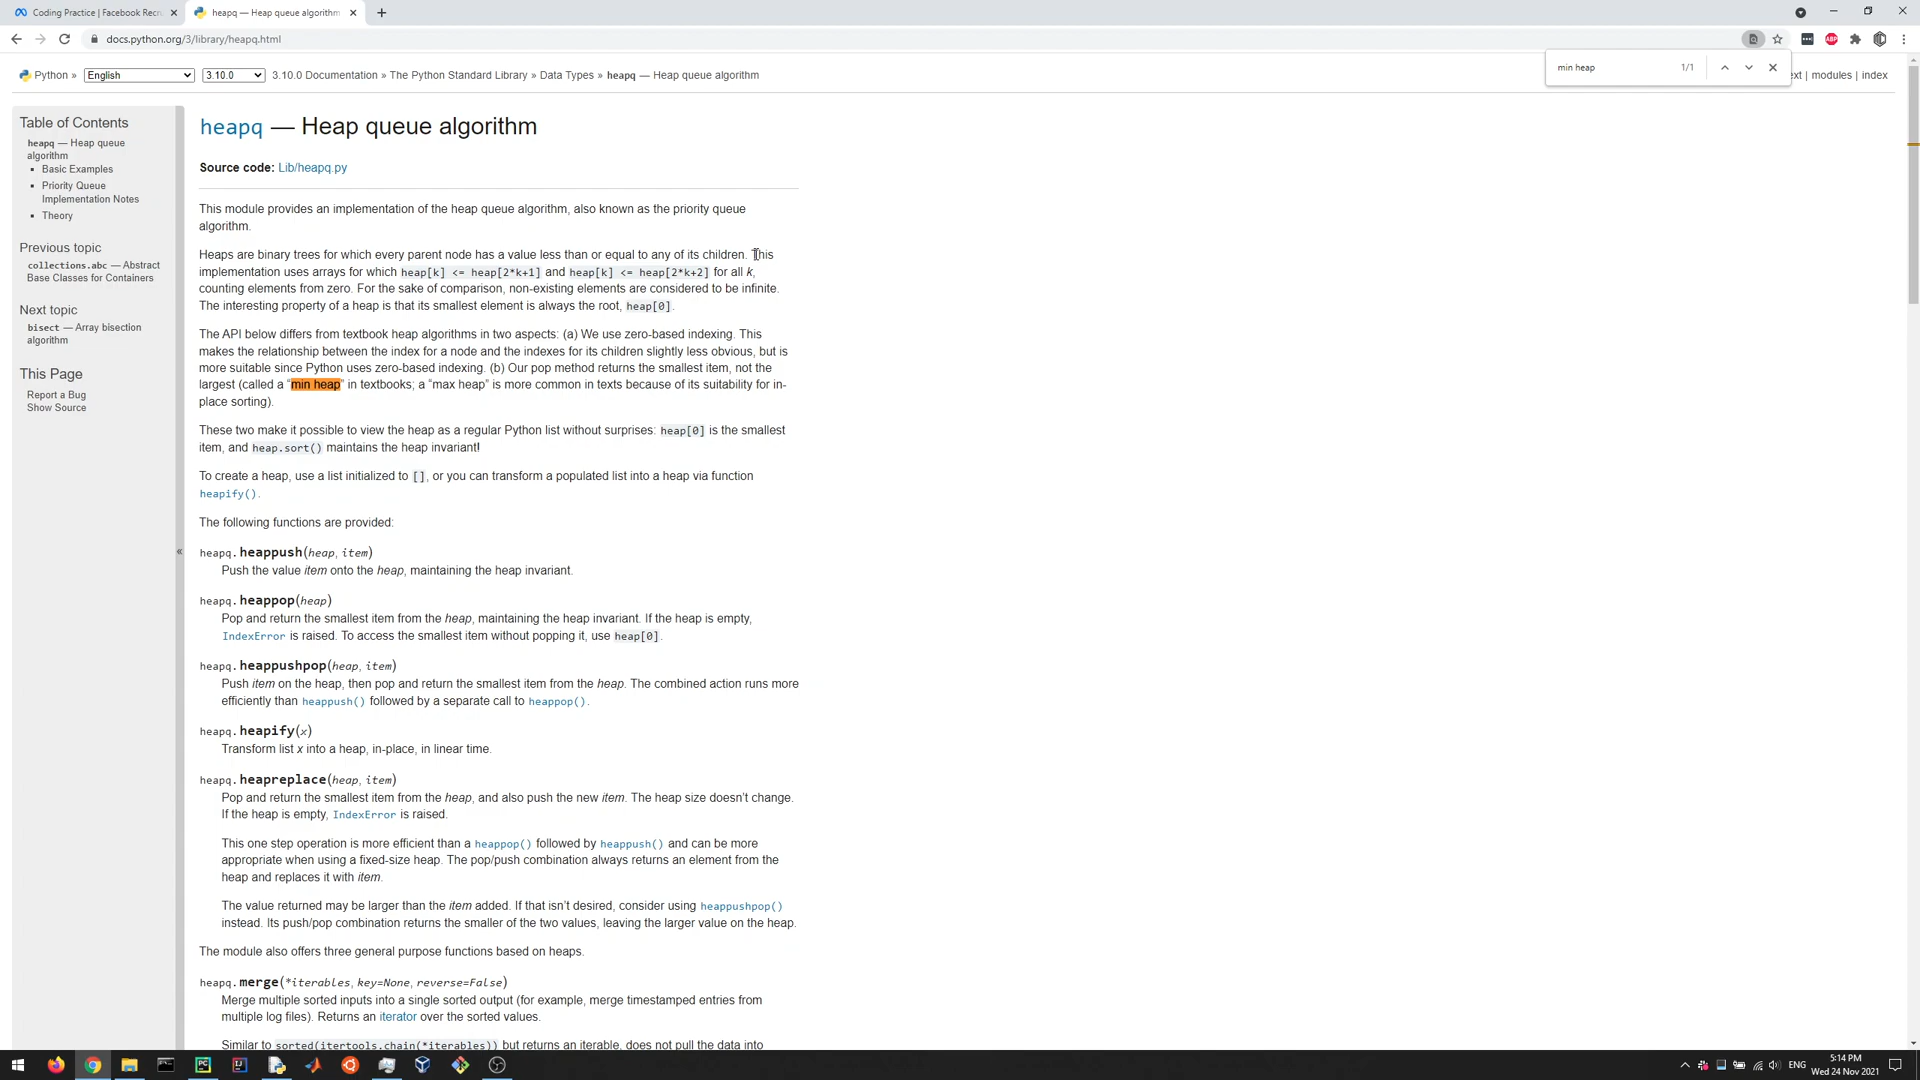 Coding Practice | Facebook Recr
heapq — Heap queue algorithm
docs.python.org/3/library/heapq.html
min heap
1/1
Python »
English
3.10.0
3.10.0 Documentation » The Python Standard Library » Data Types » heapq — Heap queue algorithm
ext | modules | index
Table of Contents
heapq — Heap queue
algorithm
Basic Examples
Priority Queue
Implementation Notes
Theory
Previous topic
collections.abc — Abstract
Base Classes for Containers
Next topic
bisect — Array bisection
algorithm
This Page
Report a Bug
Show Source
«
heapq — Heap queue algorithm
Source code: Lib/heapq.py
This module provides an implementation of the heap queue algorithm, also known as the priority queue
algorithm.
Heaps are binary trees for which every parent node has a value less than or equal to any of its children. This
implementation uses arrays for which heap[k] <= heap[2*k+1] and heap[k] <= heap[2*k+2] for all k,
counting elements from zero. For the sake of comparison, non-existing elements are considered to be infinite.
The interesting property of a heap is that its smallest element is always the root, heap[0].
The API below differs from textbook heap algorithms in two aspects: (a) We use zero-based indexing. This
makes the relationship between the index for a node and the indexes for its children slightly less obvious, but is
more suitable since Python uses zero-based indexing. (b) Our pop method returns the smallest item, not the
largest (called a “min heap” in textbooks; a “max heap” is more common in texts because of its suitability for in-
place sorting).
These two make it possible to view the heap as a regular Python list without surprises: heap[0] is the smallest
item, and heap.sort() maintains the heap invariant!
To create a heap, use a list initialized to [], or you can transform a populated list into a heap via function
heapify().
The following functions are provided:
heapq.heappush(heap, item)
Push the value item onto the heap, maintaining the heap invariant.
heapq.heappop(heap)
Pop and return the smallest item from the heap, maintaining the heap invariant. If the heap is empty,
IndexError is raised. To access the smallest item without popping it, use heap[0].
heapq.heappushpop(heap, item)
Push item on the heap, then pop and return the smallest item from the heap. The combined action runs more
efficiently than heappush() followed by a separate call to heappop().
heapq.heapify(x)
Transform list x into a heap, in-place, in linear time.
heapq.heapreplace(heap, item)
Pop and return the smallest item from the heap, and also push the new item. The heap size doesn’t change.
If the heap is empty, IndexError is raised.
This one step operation is more efficient than a heappop() followed by heappush() and can be more
appropriate when using a fixed-size heap. The pop/push combination always returns an element from the
heap and replaces it with item.
The value returned may be larger than the item added. If that isn’t desired, consider using heappushpop()
instead. Its push/pop combination returns the smaller of the two values, leaving the larger value on the heap.
The module also offers three general purpose functions based on heaps.
heapq.merge(*iterables, key=None, reverse=False)
Merge multiple sorted inputs into a single sorted output (for example, merge timestamped entries from
multiple log files). Returns an iterator over the sorted values.
Similar to sorted(itertools.chain(*iterables)) but returns an iterable, does not pull the data into
ENG
5:14 PM
Wed 24 Nov 2021